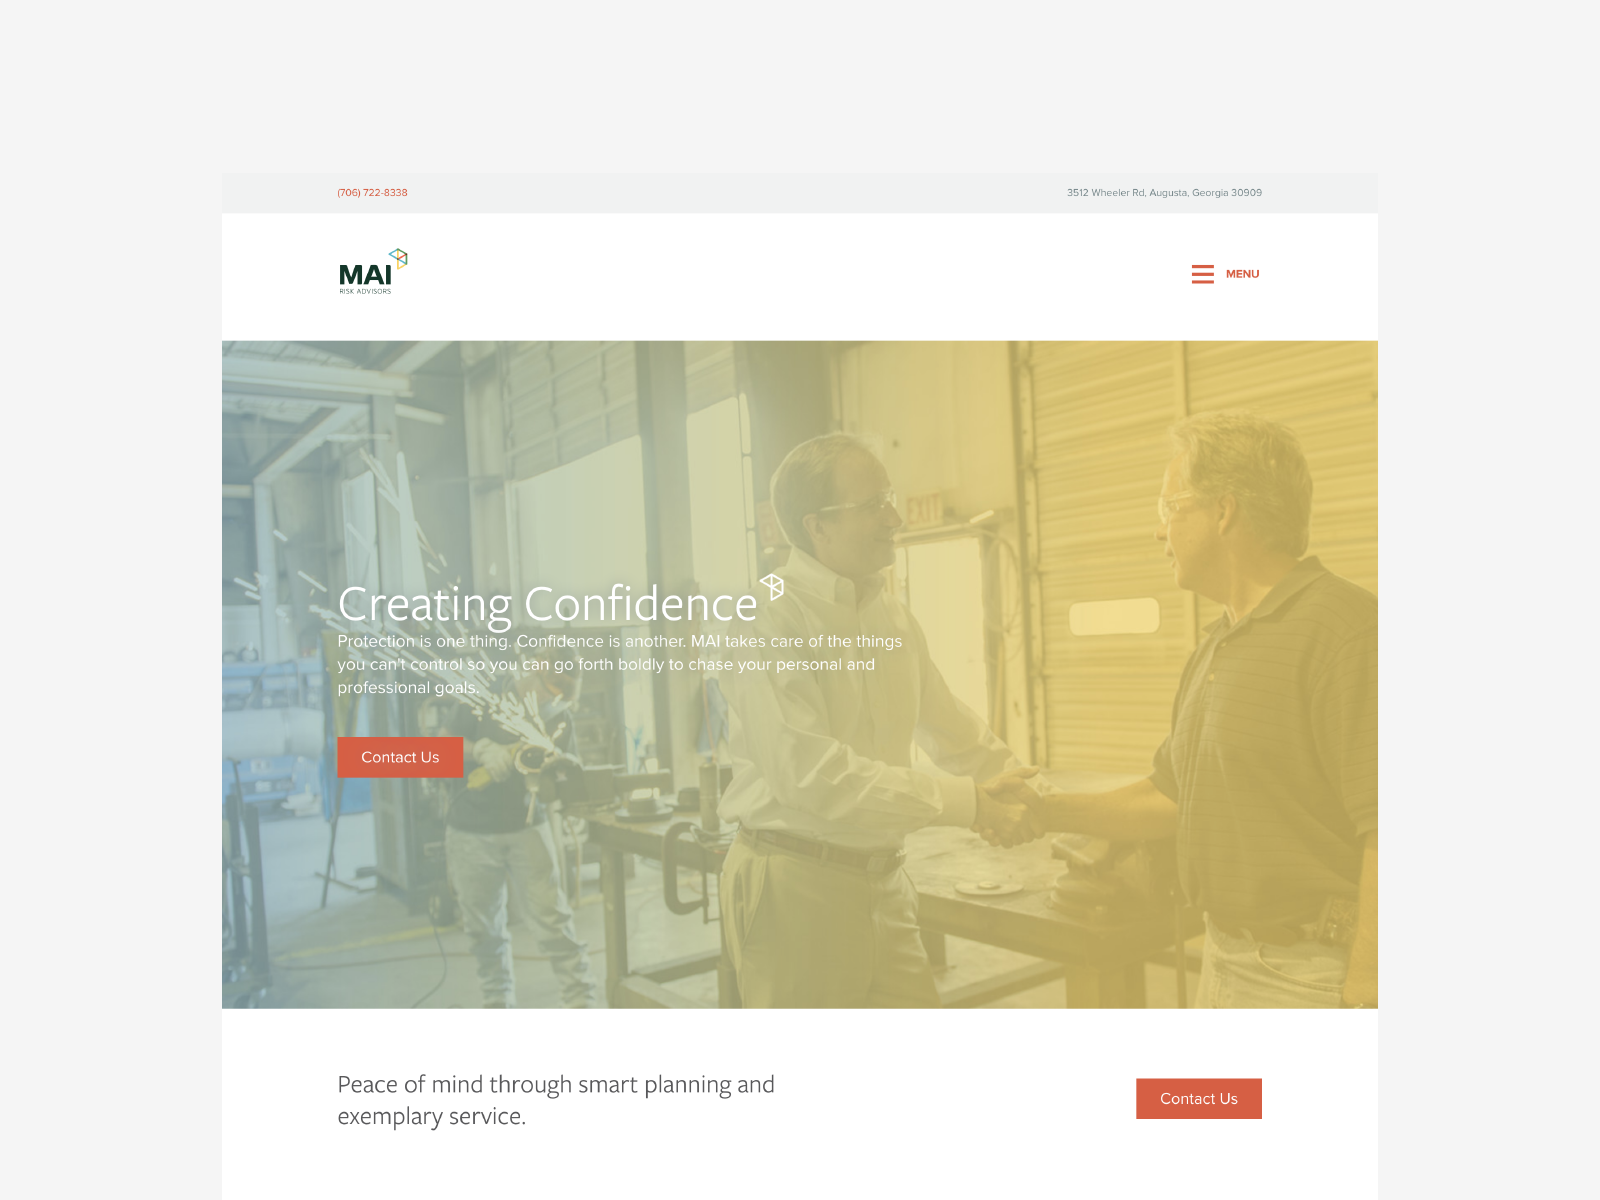 (706) 722-8338
3512 Wheeler Rd, Augusta, Georgia 30909
MAI
RISK ADVISORS
MENU
EXIT
Creating Confidence
Protection is one thing. Confidence is another. MAI takes care of the things
you can't control so you can go forth boldly to chase your personal and
professional goals.
Contact Us
Peace of mind through smart planning and
exemplary service.
Contact Us